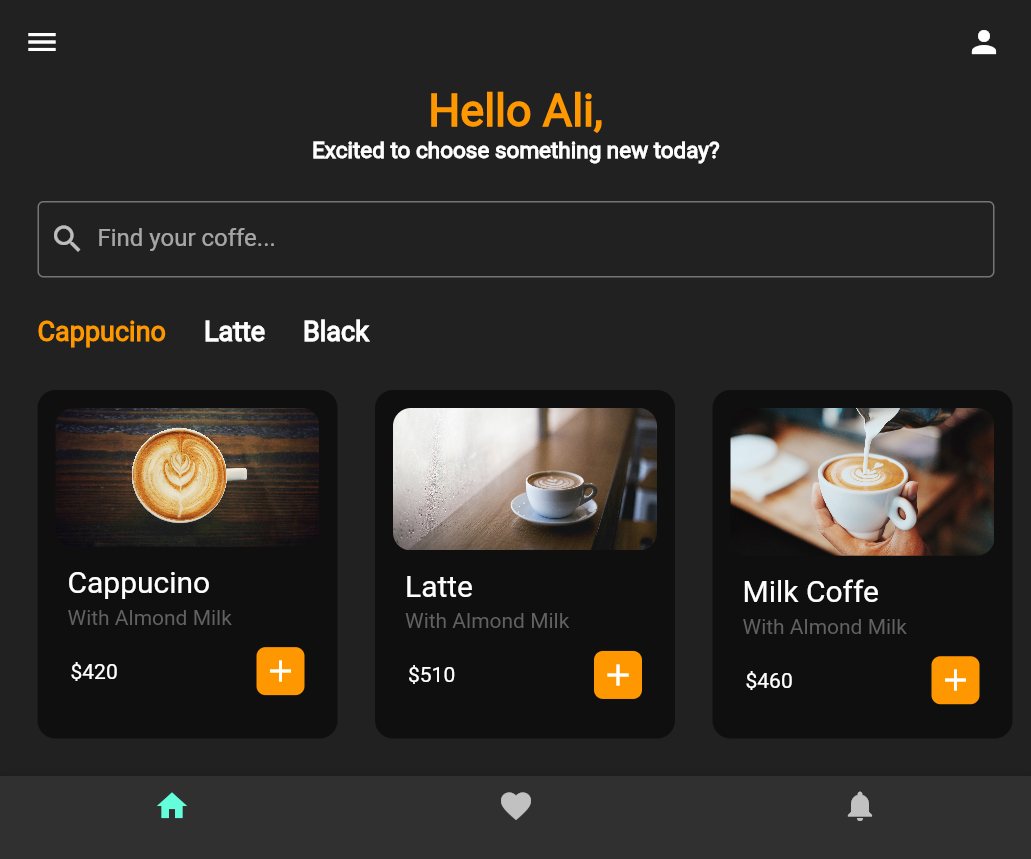 Hello Ali,
Excited to choose something new today?
Find your coffe...
Cappucino Latte Black
Cappucino
With Almond Milk
$420
Latte
With Almond Milk
$510
Milk Coffe
With Almond Milk
$460